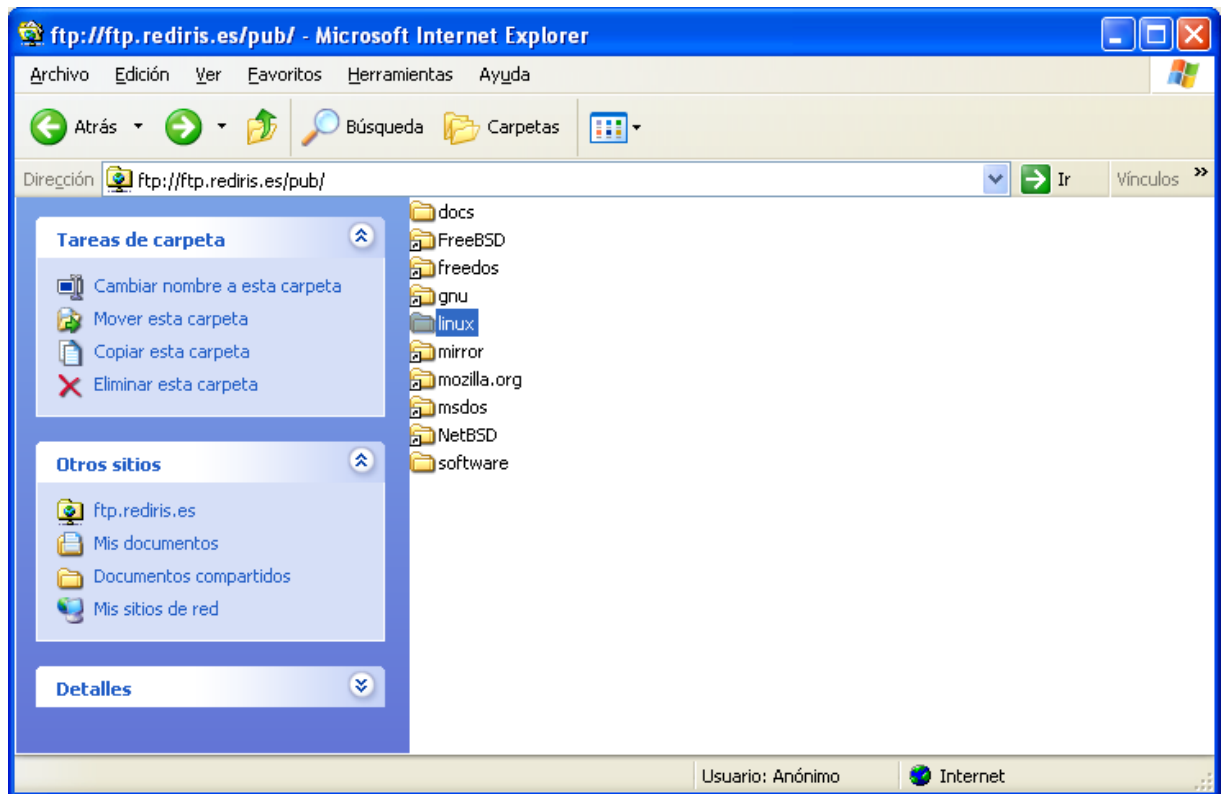 ftp://ftp.rediris.es/pub/ - Microsoft Internet Explorer
Archivo Edición Ver Favoritos Herramientas Ayuda
Atrás Búsqueda Carpetas
Dirección ftp://ftp.rediris.es/pub/ Ir Vínculos »
Tareas de carpeta
Cambiar nombre a esta carpeta
Mover esta carpeta
Copiar esta carpeta
Eliminar esta carpeta
Otros sitios
ftp.rediris.es
Mis documentos
Documentos compartidos
Mis sitios de red
Detalles
docs
FreeBSD
freedos
gnu
linux
mirror
mozilla.org
msdos
NetBSD
software
Usuario: Anónimo Internet